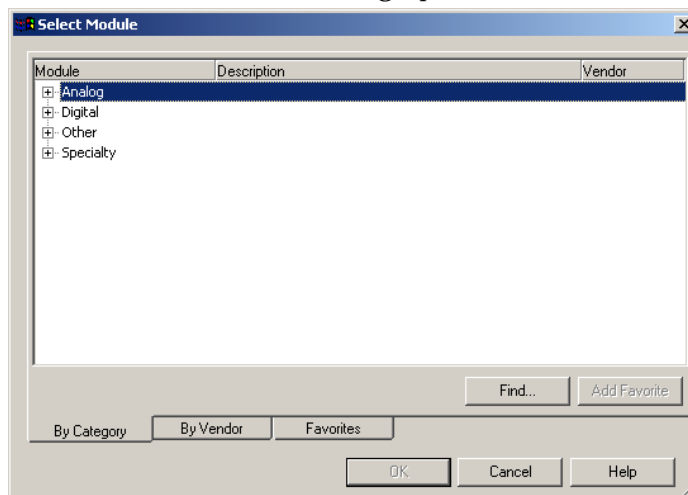 Select Module
Module Description Vendor
Analog
Digital
Other
Specialty
Find... Add Favorite
By Category By Vendor Favorites
OK Cancel Help